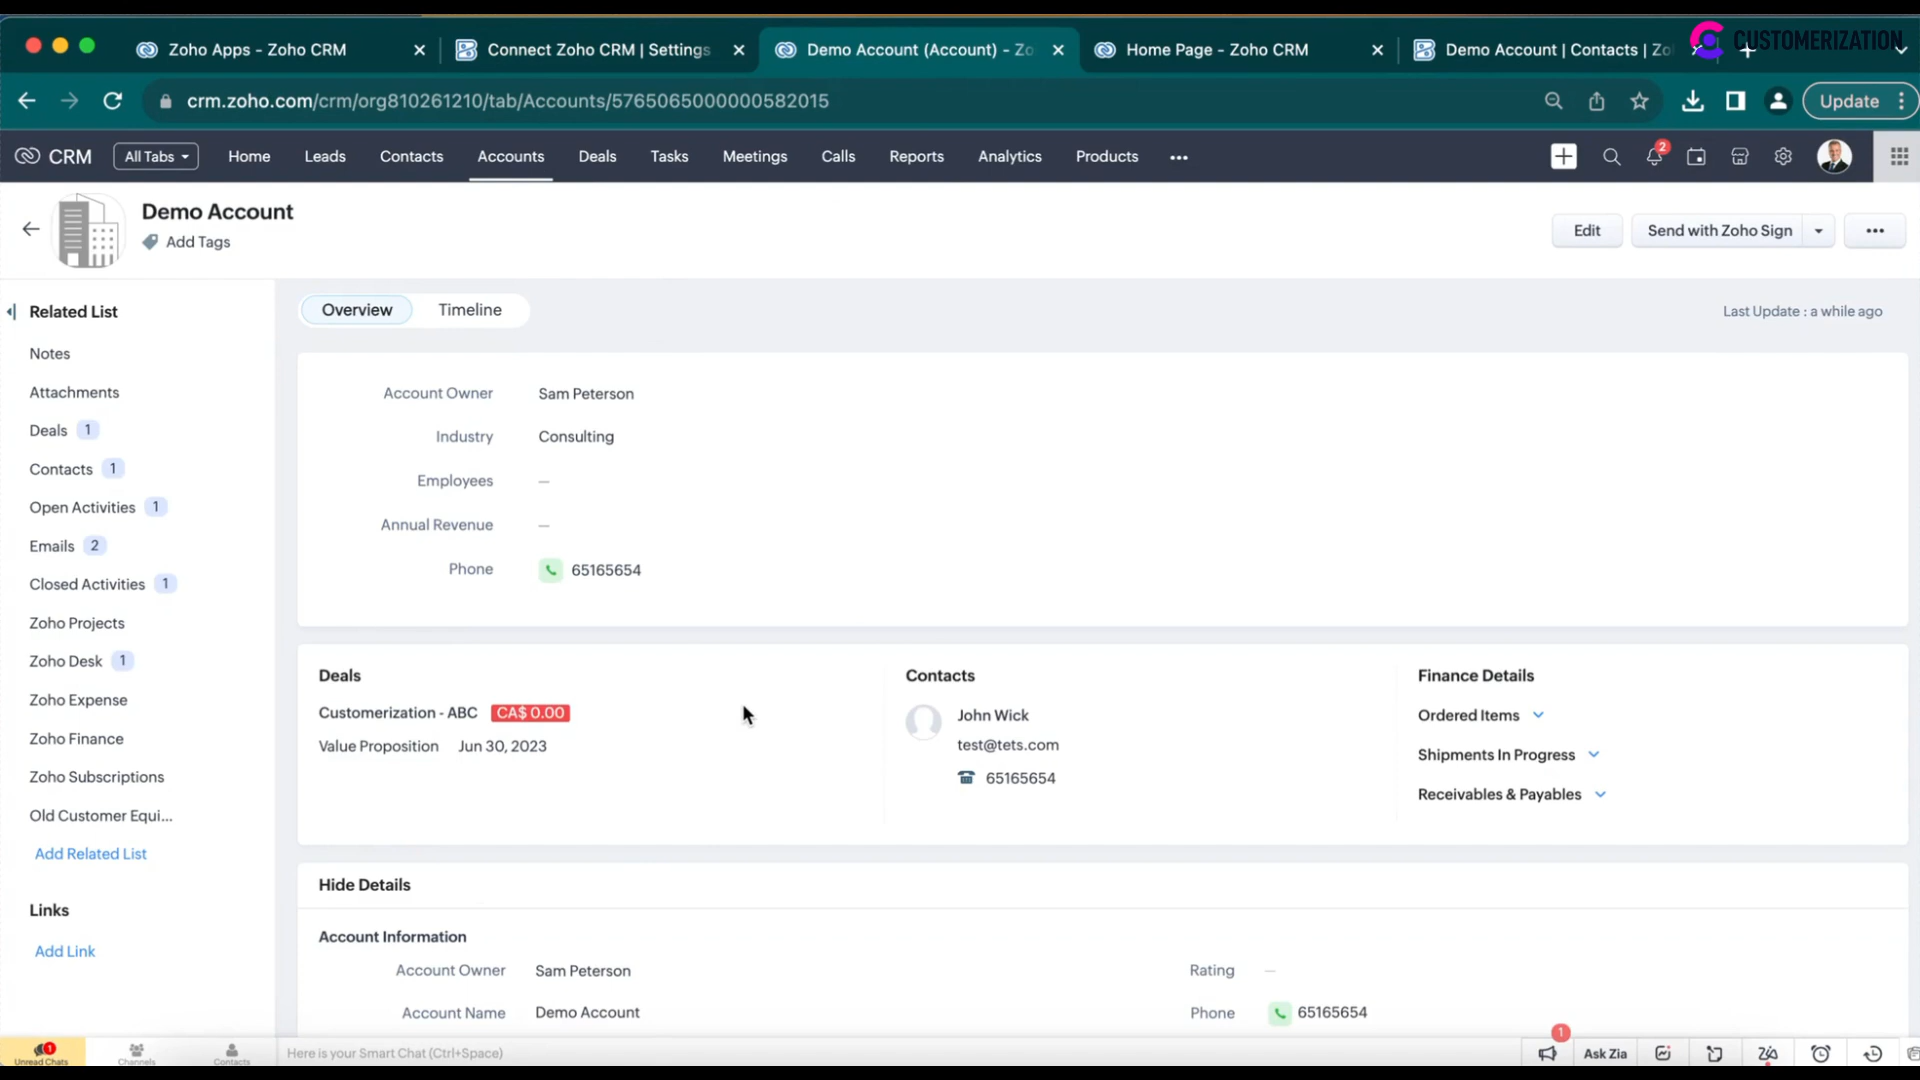 Zoho Apps - Zoho CRM
Connect Zoho CRM | Settings
Demo Account (Account) - Zo
Home Page - Zoho CRM
Demo Account | Contacts | Zo
CUSTOMERIZATION
crm.zoho.com/crm/org810261210/tab/Accounts/5765065000000582015
Update
CRM
All Tabs
Home
Leads
Contacts
Accounts
Deals
Tasks
Meetings
Calls
Reports
Analytics
Products
2
Demo Account
Add Tags
Edit
Send with Zoho Sign
Related List
Notes
Attachments
Deals 1
Contacts 1
Open Activities 1
Emails 2
Closed Activities 1
Zoho Projects
Zoho Desk 1
Zoho Expense
Zoho Finance
Zoho Subscriptions
Old Customer Equi...
Add Related List
Links
Add Link
Overview
Timeline
Last Update : a while ago
Account Owner Sam Peterson
Industry Consulting
Employees —
Annual Revenue —
Phone 65165654
Deals
Customerization - ABC CA$ 0.00
Value Proposition Jun 30, 2023
Contacts
John Wick
test@tets.com
65165654
Finance Details
Ordered Items
Shipments In Progress
Receivables & Payables
Hide Details
Account Information
Account Owner Sam Peterson
Rating —
Account Name Demo Account
Phone 65165654
1
Unread Chats
Channels
Contacts
Here is your Smart Chat (Ctrl+Space)
1
Ask Zia